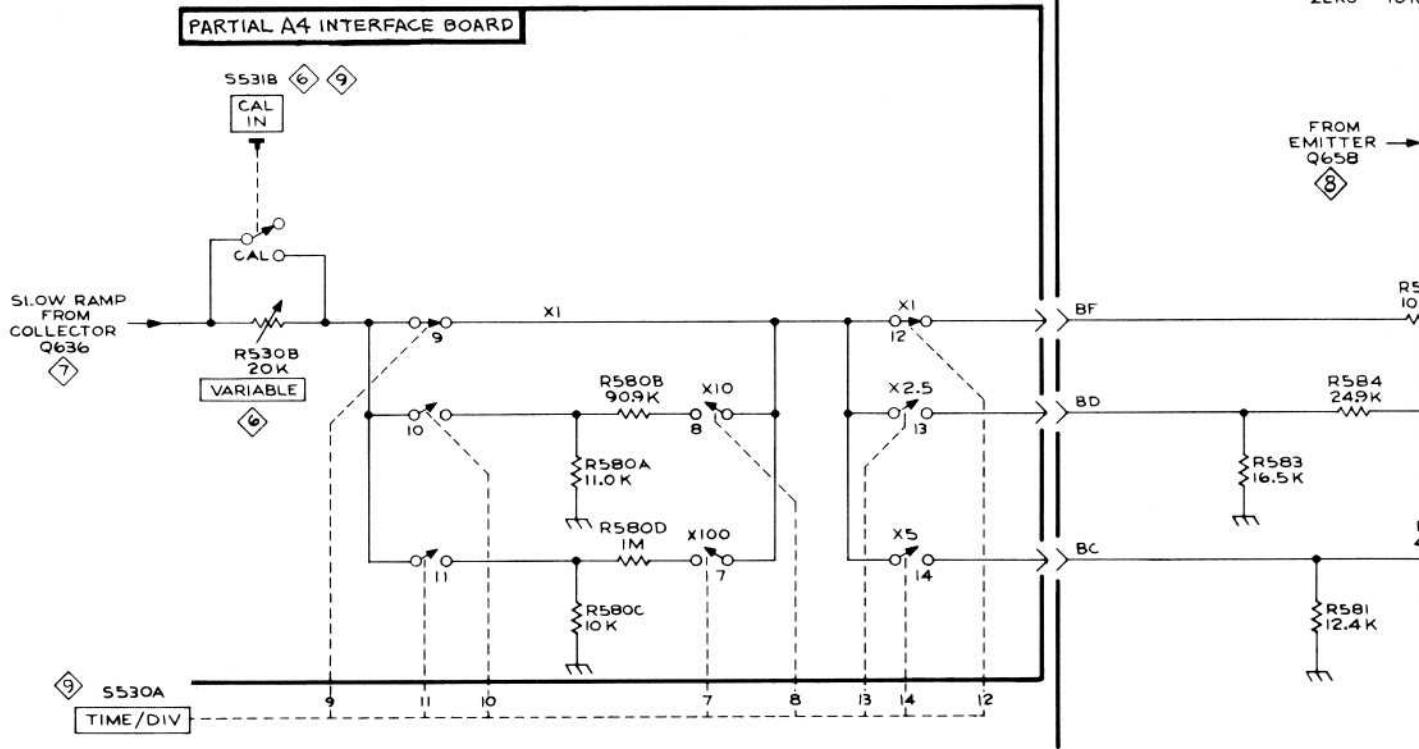 PARTIAL A4 INTERFACE BOARD
S531B 6 9
CAL
IN
CAL
FROM
EMITTER
Q658
8
SLOW RAMP
FROM
COLLECTOR
Q636
7
R530B
20K
VARIABLE
6
9
X1
X1
12
BF
10
R580B
90.9K
X10
8
X2.5
13
BD
R584
24.9K
R580A
11.0K
R583
16.5K
11
R580D
1M
X100
7
X5
14
BC
R580C
10K
R581
12.4K
9 S530A
TIME/DIV
9 11 10 7 8 13 14 12